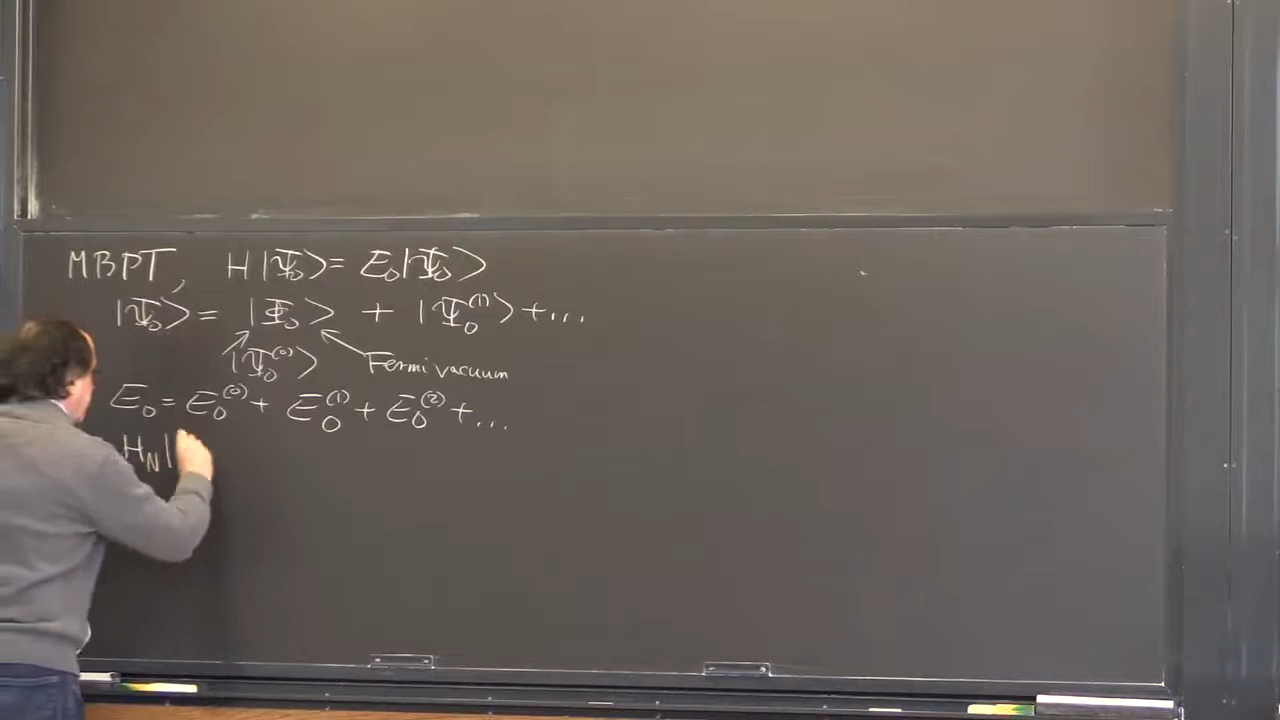 MBPT, H|Ψ₀⟩ = E₀|Ψ₀⟩
|Ψ₀⟩ = |Φ₀⟩ + |Ψ₀⁽¹⁾⟩ + ...
|Ψ₀⁽⁰⁾⟩ Fermi vacuum
E₀ = E₀⁽⁰⁾ + E₀⁽¹⁾ + E₀⁽²⁾ + ...
H_N |